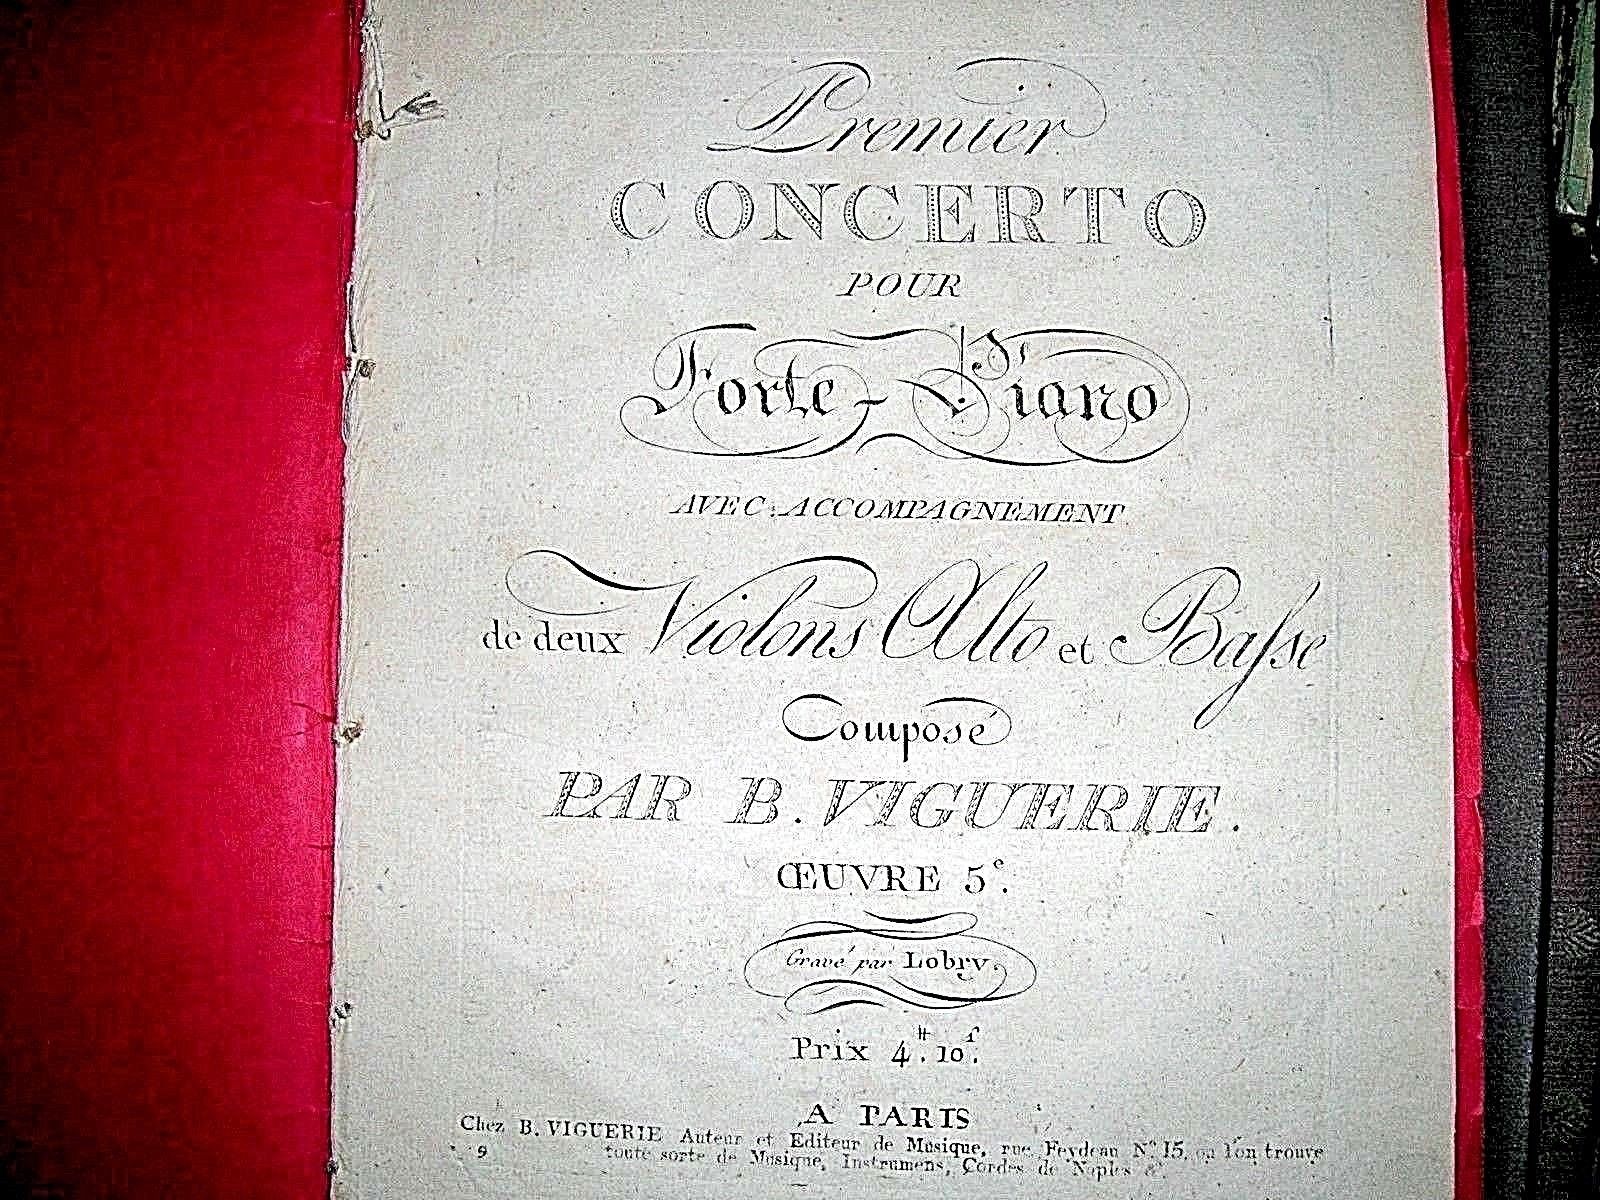 Premier
CONCERTO
POUR
Forte-Piano
AVEC ACCOMPAGNEMENT
de deux Violons Alto et Baſse
Composé
PAR B. VIGUERIE.
ŒUVRE 5e.
Gravé par Lobry.
Prix 4.₶ 10.ſ
A PARIS
Chez B. VIGUERIE Auteur et Editeur de Musique, rue Feydeau N.º 15. ou l'on trouve
9 toute sorte de Musique, Instrumens, Cordes de Naples &c